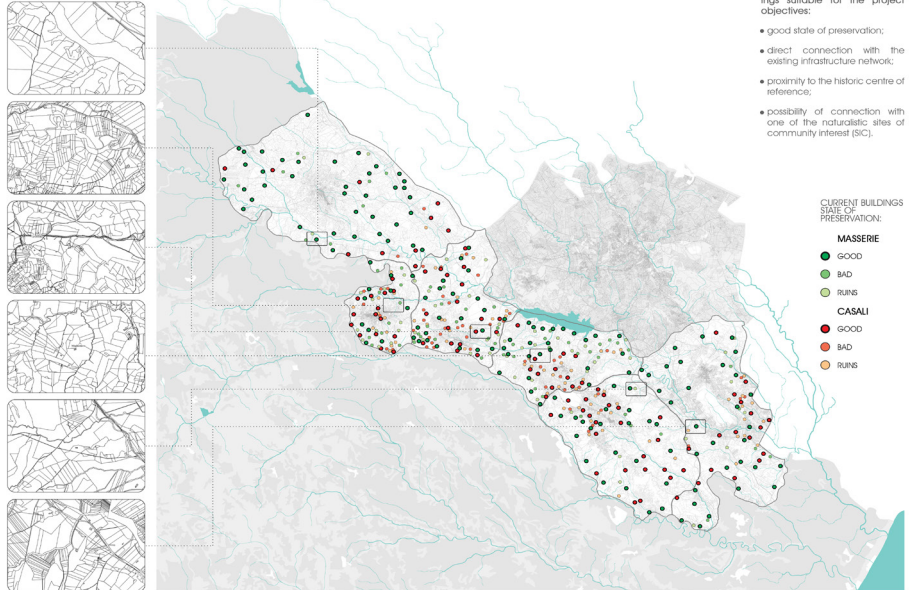 ings suitable for the project
objectives:
• good state of preservation;
• direct connection with the
existing infrastructure network;
• proximity to the historic centre of
reference;
• possibility of connection with
one of the naturalistic sites of
community interest (SIC).
CURRENT BUILDINGS
STATE OF
PRESERVATION:
MASSERIE
GOOD
BAD
RUINS
CASALI
GOOD
BAD
RUINS